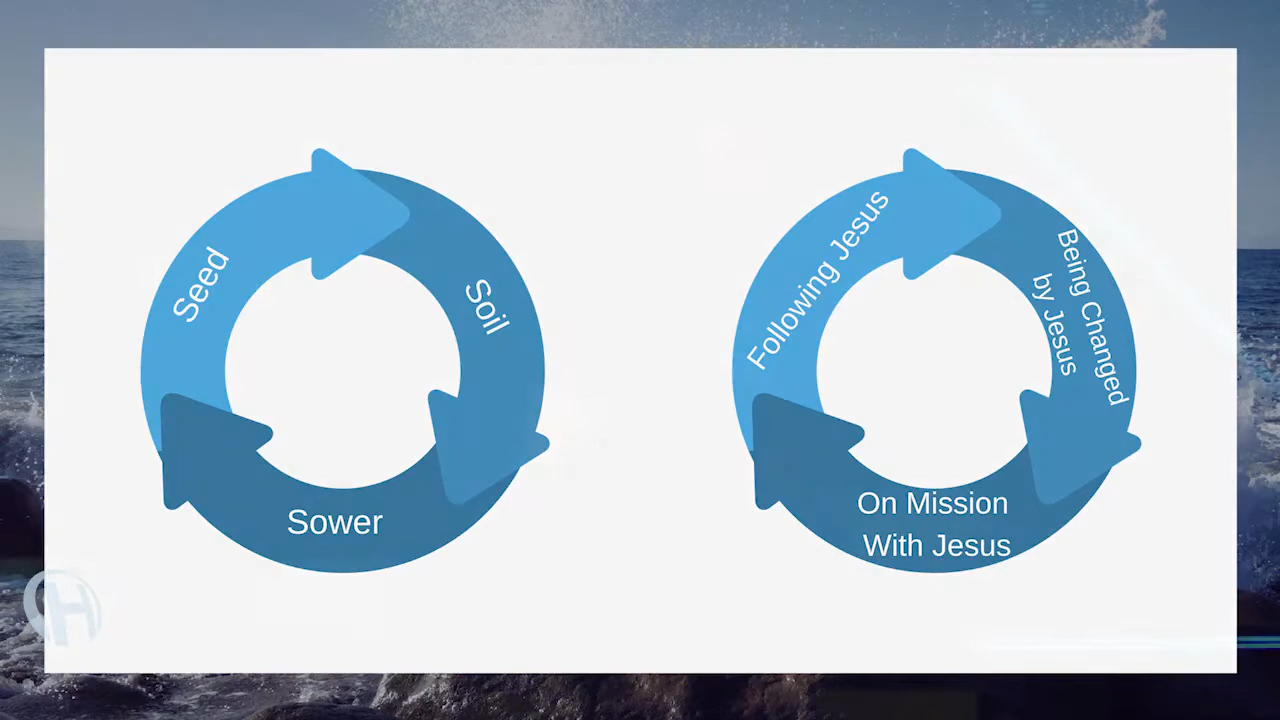 Seed
Soil
Sower
Following Jesus
Being Changed
by Jesus
On Mission
With Jesus
H